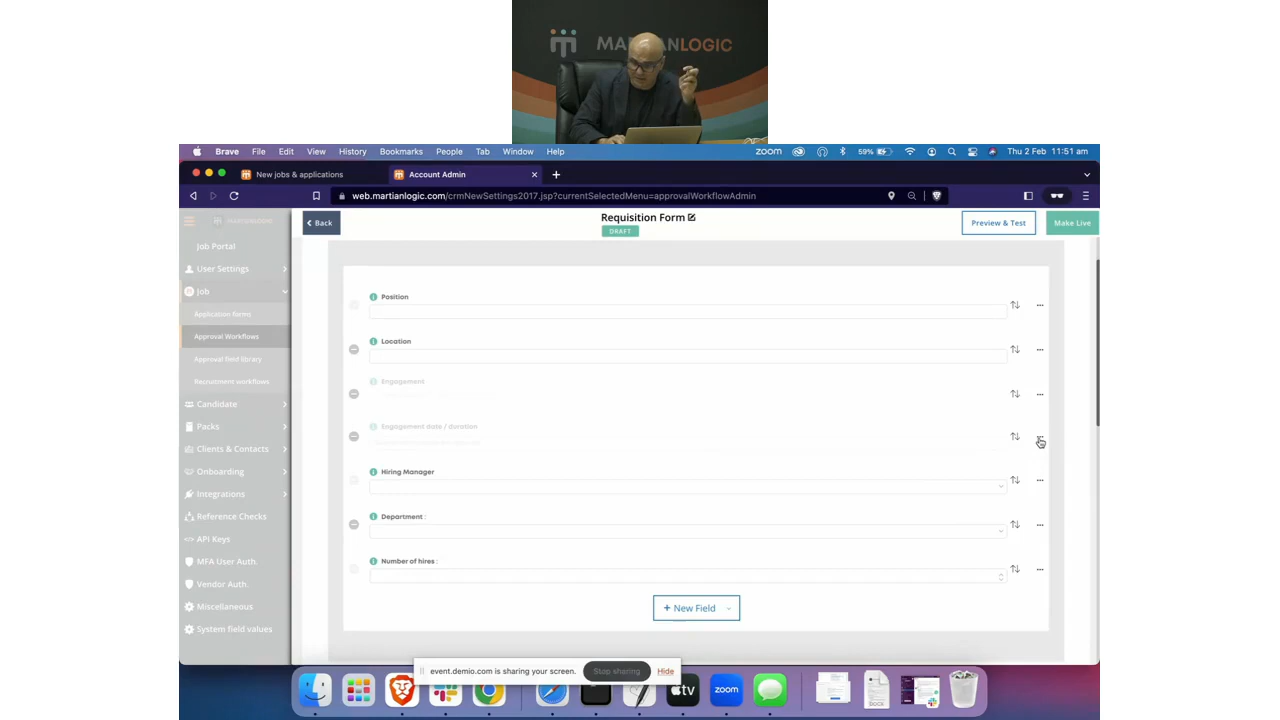 MARTIANLOGIC
Brave File Edit View History Bookmarks People Tab Window Help
zoom 59% Thu 2 Feb 11:51 am
New jobs & applications
Account Admin
web.martianlogic.com/crmNewSettings2017.jsp?currentSelectedMenu=approvalWorkflowAdmin
MARTIANLOGIC
Back
Requisition Form
DRAFT
Preview & Test
Make Live
Job Portal
User Settings
Job
Application forms
Approval Workflows
Approval field library
Recruitment workflows
Candidate
Packs
Clients & Contacts
Onboarding
Integrations
Reference Checks
API Keys
MFA User Auth.
Vendor Auth.
Miscellaneous
System field values
Position
Location
Engagement
Engagement date / duration
Hiring Manager
Department :
Number of hires :
+ New Field
event.demio.com is sharing your screen.
Stop sharing
Hide
tv
zoom
DOCX